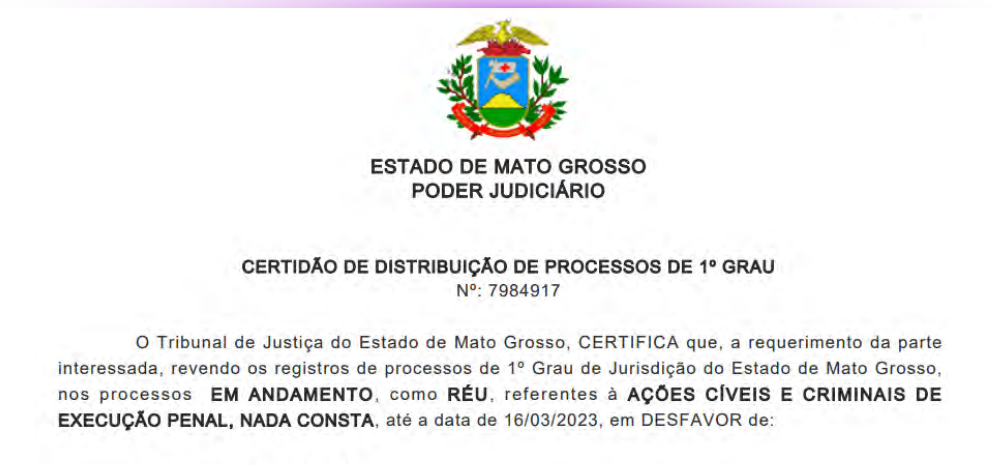 ESTADO DE MATO GROSSO
PODER JUDICIÁRIO
CERTIDÃO DE DISTRIBUIÇÃO DE PROCESSOS DE 1º GRAU
Nº: 7984917
O Tribunal de Justiça do Estado de Mato Grosso, CERTIFICA que, a requerimento da parte
interessada, revendo os registros de processos de 1º Grau de Jurisdição do Estado de Mato Grosso,
nos processos EM ANDAMENTO, como RÉU, referentes à AÇÕES CÍVEIS E CRIMINAIS DE
EXECUÇÃO PENAL, NADA CONSTA, até a data de 16/03/2023, em DESFAVOR de: